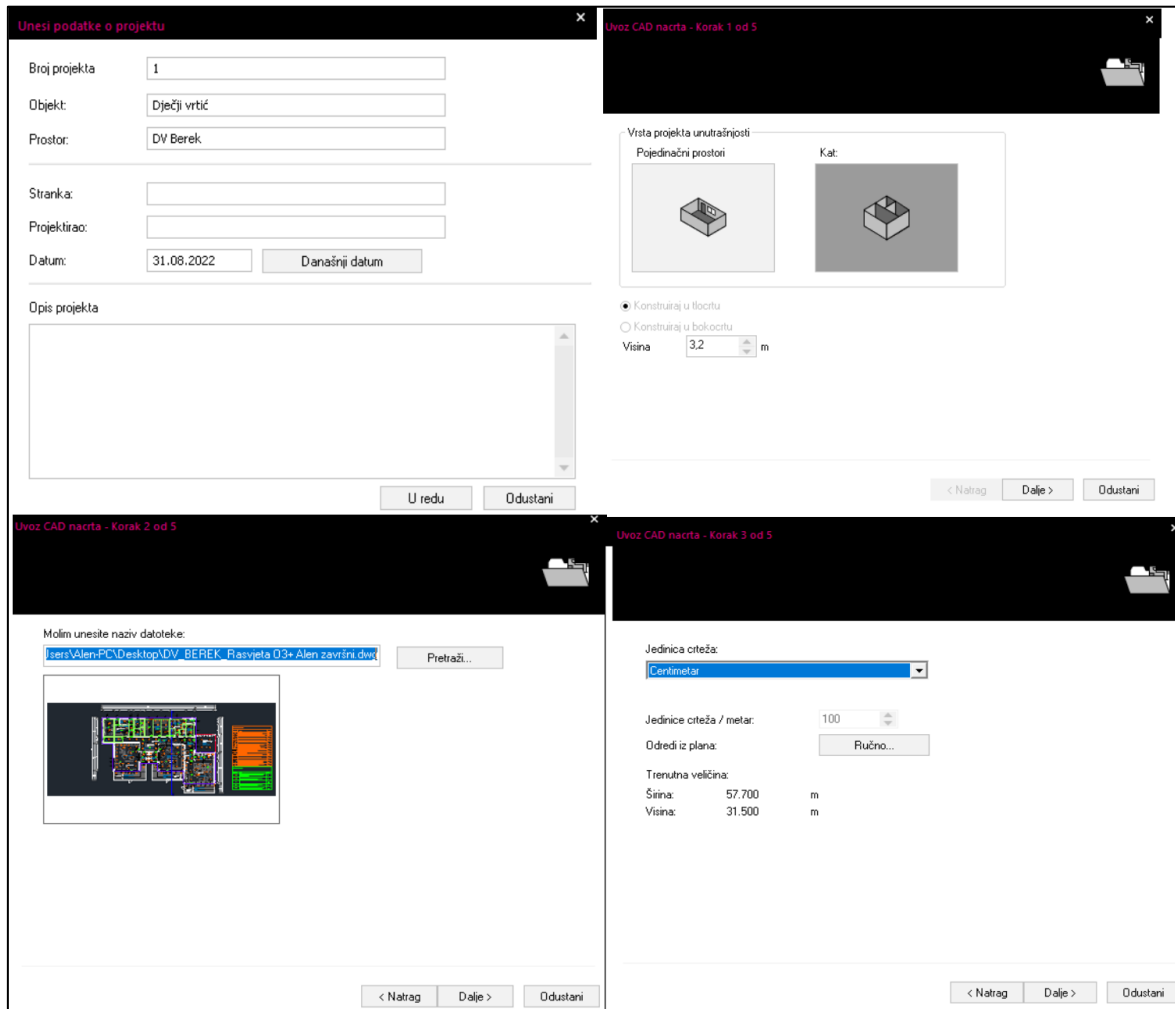 Unesi podatke o projektu
Broj projekta 1
Objekt: Dječji vrtić
Prostor: DV Berek
Stranka:
Projektirao:
Datum: 31.08.2022 Današnji datum
Opis projekta
U redu Odustani
Uvoz CAD nacrta - Korak 1 od 5
Vrsta projekta unutrašnjosti
Pojedinačni prostori Kat:
Konstruiraj u tlocrtu
Konstruiraj u bokocrtu
Visina 3,2 m
< Natrag Dalje > Odustani
Uvoz CAD nacrta - Korak 2 od 5
Molim unesite naziv datoteke:
Jsers\Alen-PC\Desktop\DV_BEREK_Rasvjeta 03+ Alen završni.dwg Pretraži...
< Natrag Dalje > Odustani
Uvoz CAD nacrta - Korak 3 od 5
Jedinica crteža:
Centimetar
Jedinice crteža / metar: 100
Odredi iz plana: Ručno...
Trenutna veličina:
Širina: 57.700 m
Visina: 31.500 m
< Natrag Dalje > Odustani